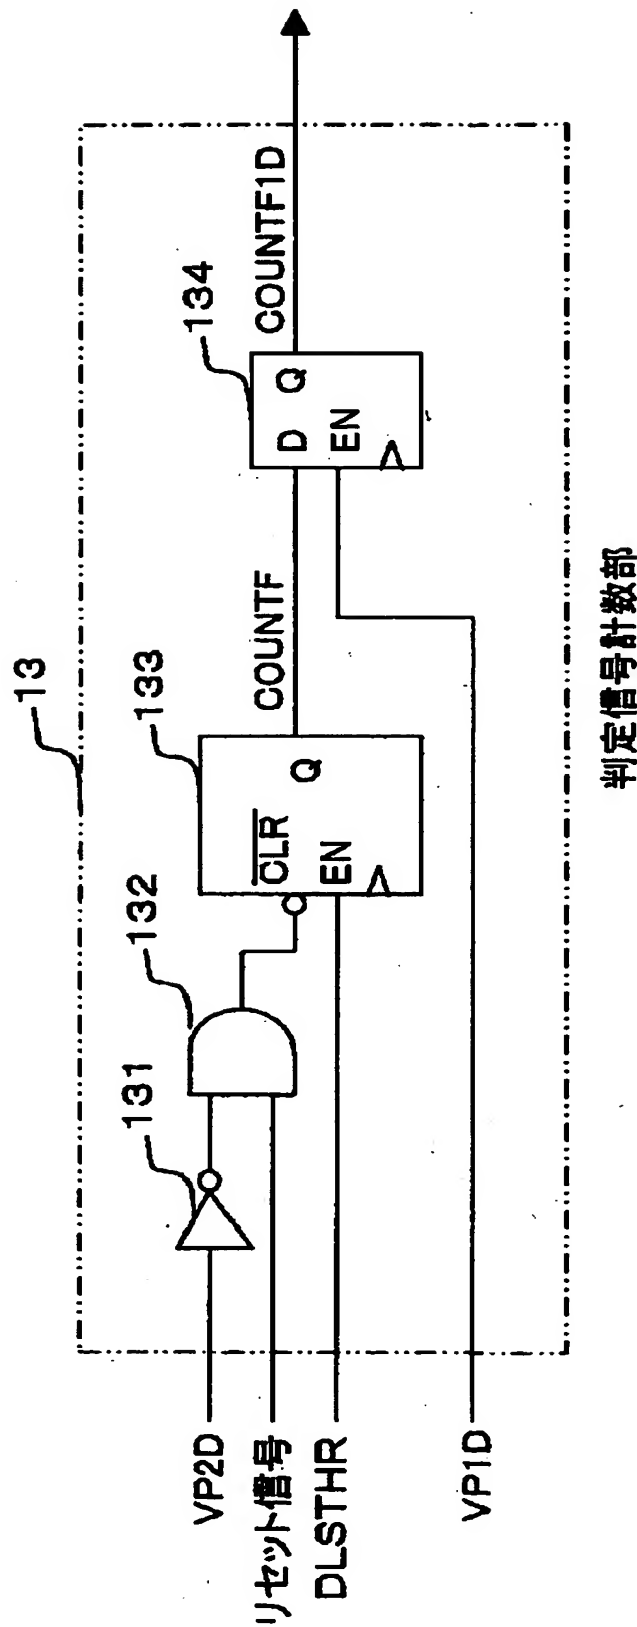 13
131
132
133
134
VP2D
リセット信号
DLSTHR
VP1D
CLR
EN
Q
COUNTF
D Q
EN
COUNTF1D
判定信号計数部